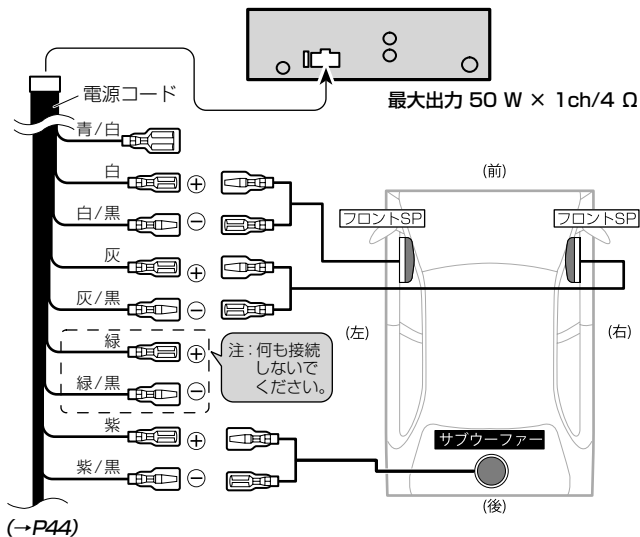 電源コード
最大出力 50 W × 1ch/4 Ω
青/白
白
⊕
白/黒
⊖
灰
⊕
灰/黒
⊖
緑
⊕
緑/黒
⊖
注：何も接続
しないで
ください。
紫
⊕
紫/黒
⊖
(→P44)
(前)
フロントSP
フロントSP
(左)
(右)
サブウーファー
(後)